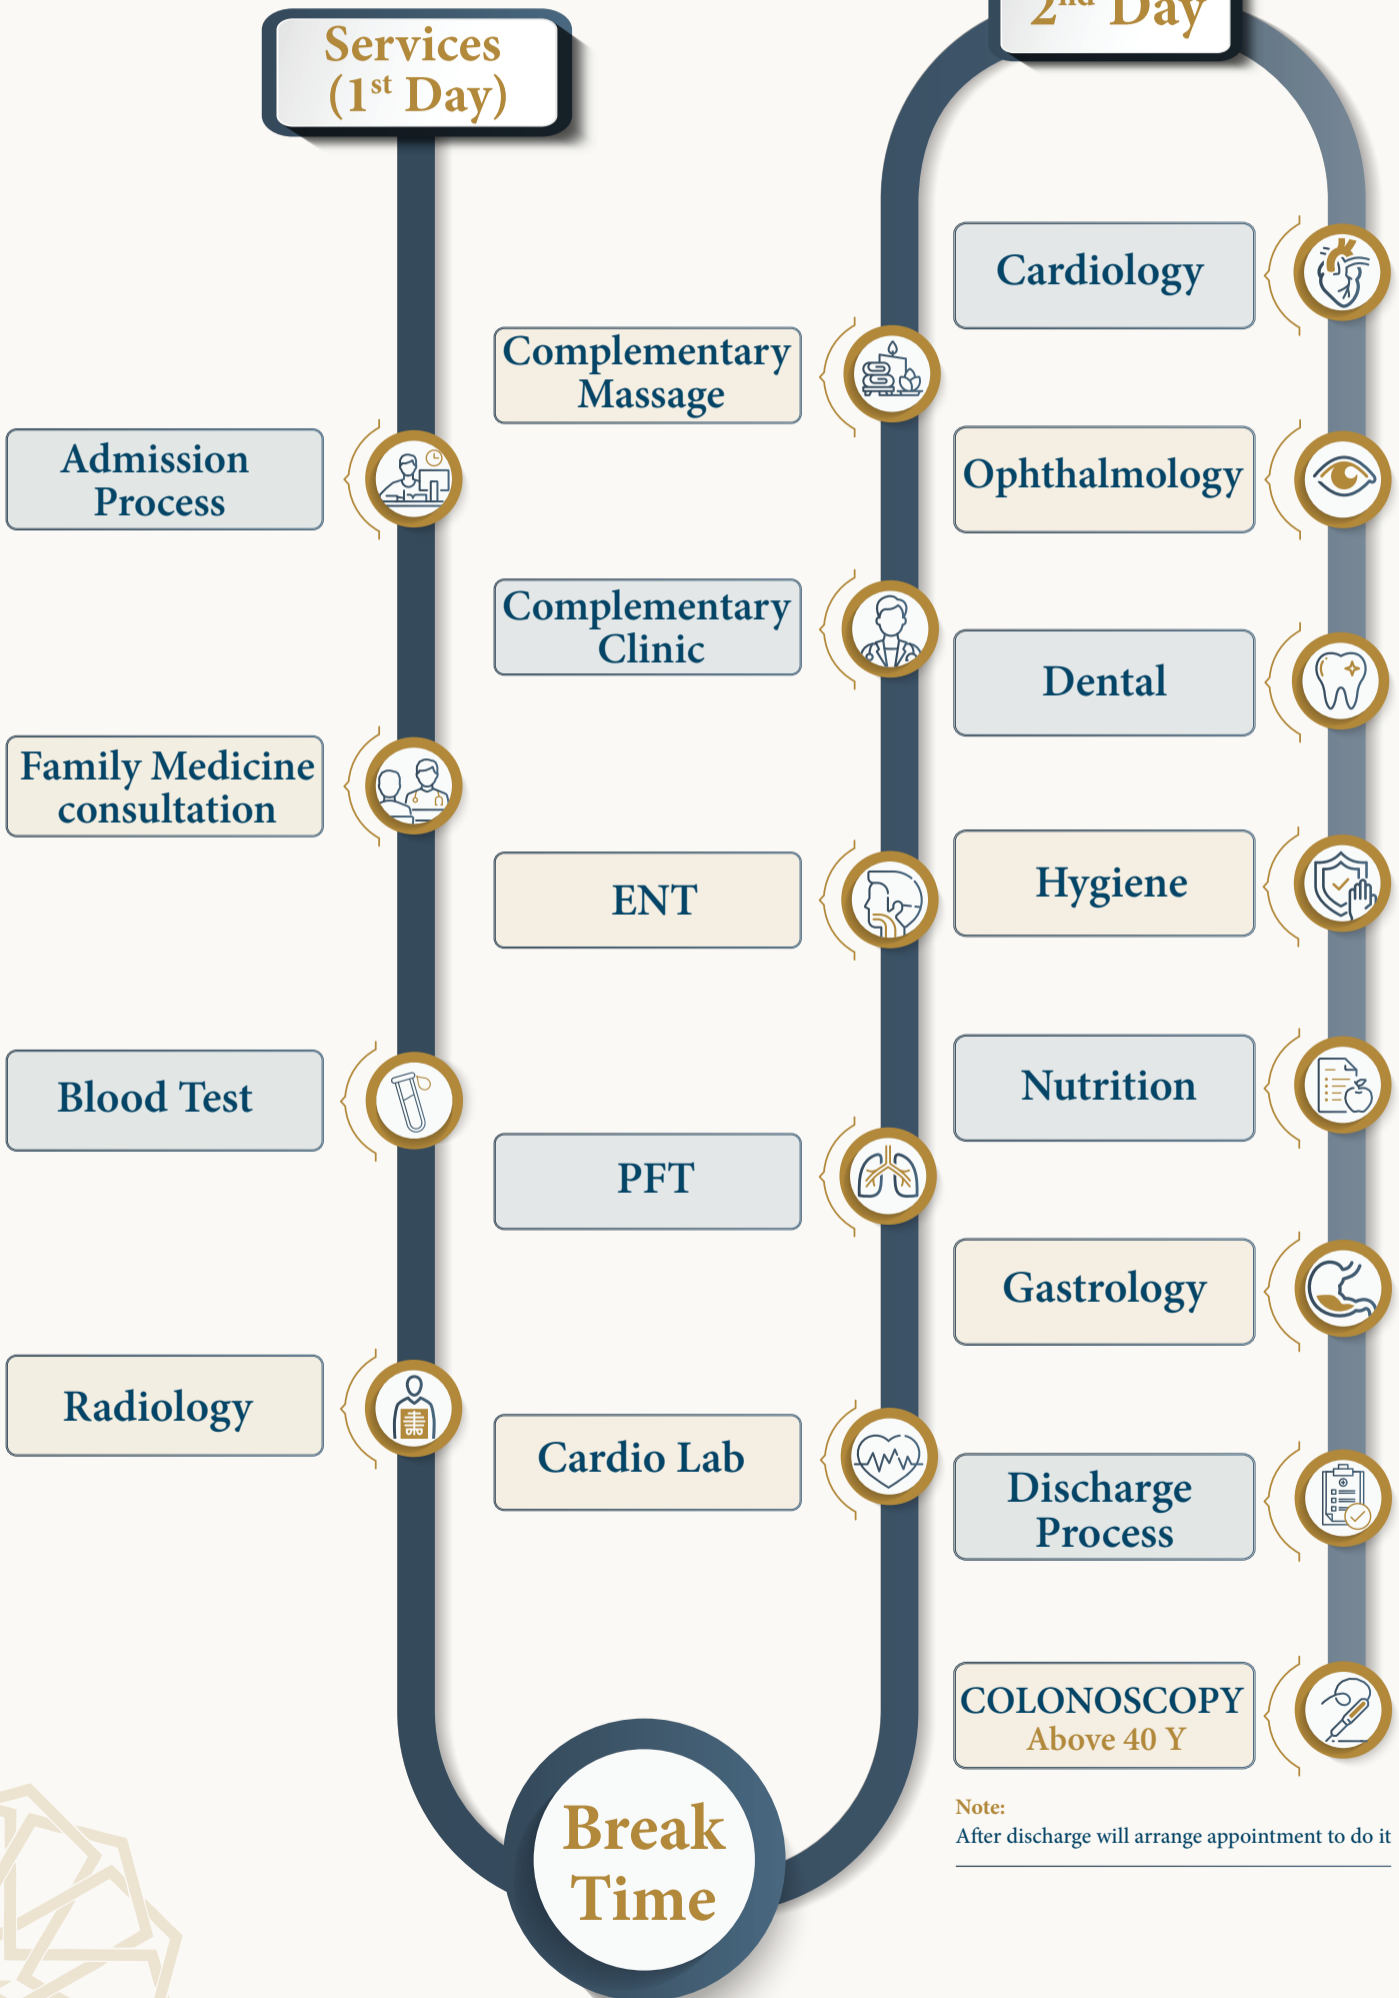 Services
(1st Day)
Admission
Process
Family Medicine
consultation
Blood Test
Radiology
Break
Time
Cardio Lab
PFT
ENT
Complementary
Clinic
Complementary
Massage
2nd Day
Cardiology
Ophthalmology
Dental
Hygiene
Nutrition
Gastrology
Discharge
Process
COLONOSCOPY
Above 40 Y
Note:
After discharge will arrange appointment to do it